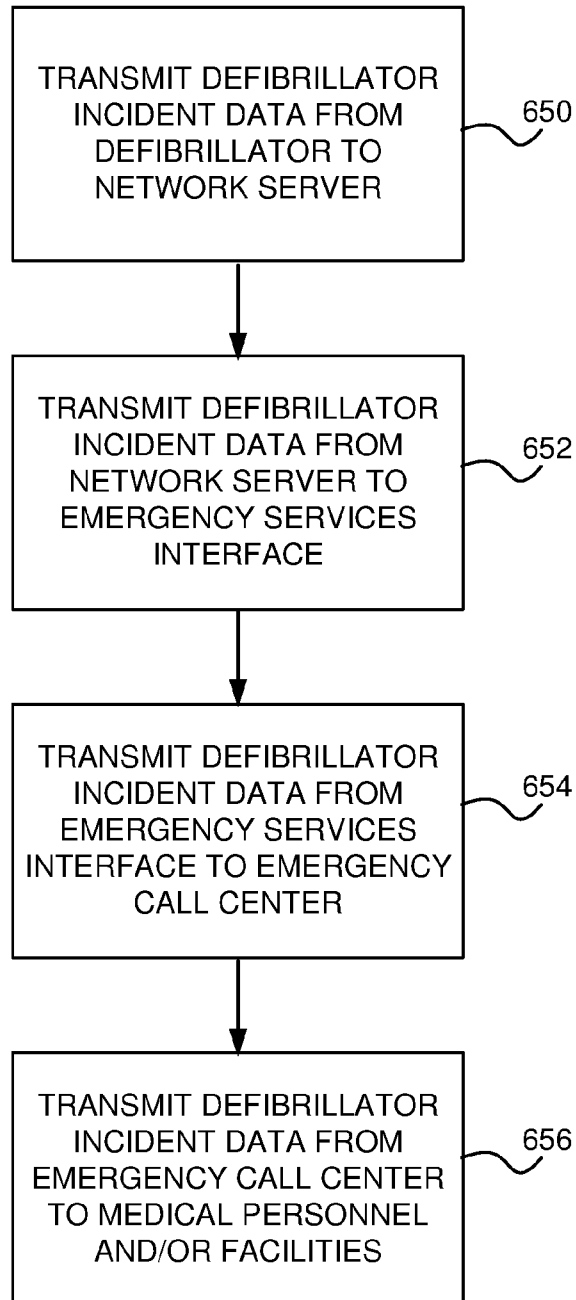 TRANSMIT DEFIBRILLATOR
INCIDENT DATA FROM
DEFIBRILLATOR TO
NETWORK SERVER
650
TRANSMIT DEFIBRILLATOR
INCIDENT DATA FROM
NETWORK SERVER TO
EMERGENCY SERVICES
INTERFACE
652
TRANSMIT DEFIBRILLATOR
INCIDENT DATA FROM
EMERGENCY SERVICES
INTERFACE TO EMERGENCY
CALL CENTER
654
TRANSMIT DEFIBRILLATOR
INCIDENT DATA FROM
EMERGENCY CALL CENTER
TO MEDICAL PERSONNEL
AND/OR FACILITIES
656